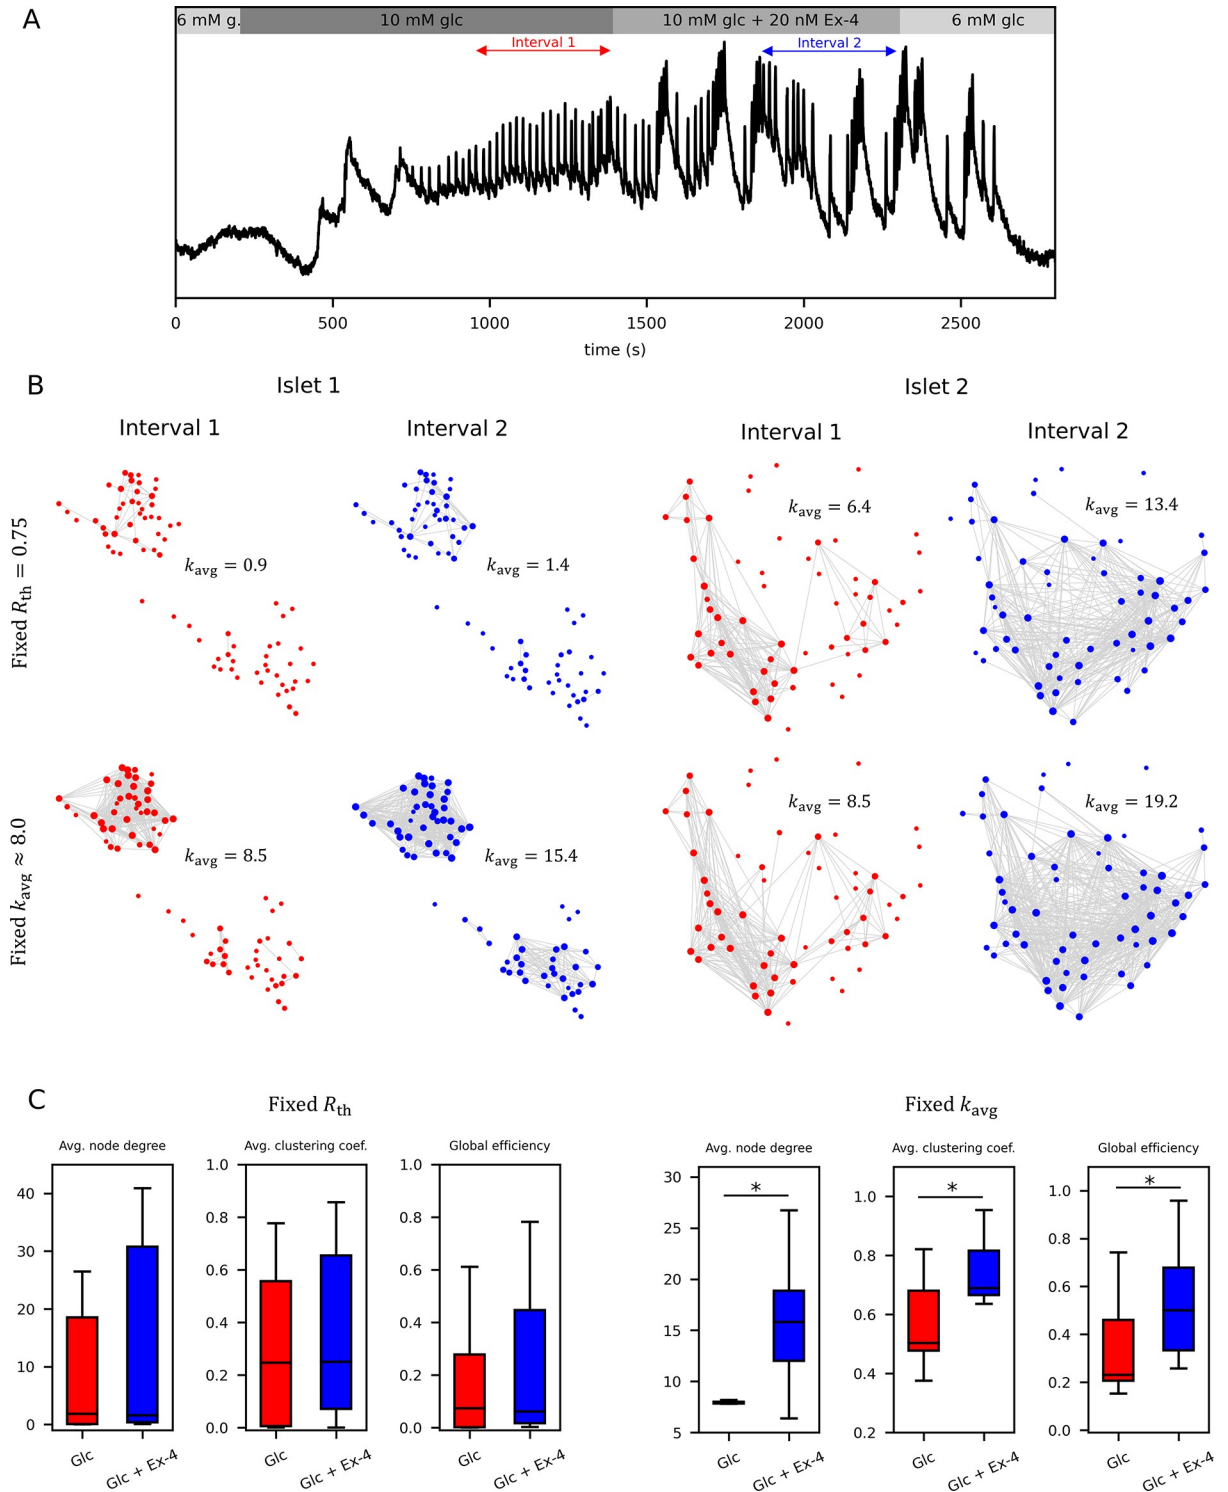 A
6 mM g.
10 mM glc
10 mM glc + 20 nM Ex-4
6 mM glc
Interval 1
Interval 2
0
500
1000
1500
2000
2500
time (s)
B
Islet 1
Islet 2
Interval 1
Interval 2
Interval 1
Interval 2
Fixed Rth = 0.75
kavg = 0.9
kavg = 1.4
kavg = 6.4
kavg = 13.4
Fixed kavg ≈ 8.0
kavg = 8.5
kavg = 15.4
kavg = 8.5
kavg = 19.2
C
Fixed Rth
Fixed kavg
Avg. node degree
40
30
20
10
0
Glc
Glc + Ex-4
Avg. clustering coef.
1.0
0.8
0.6
0.4
0.2
0.0
Glc
Glc + Ex-4
Global efficiency
1.0
0.8
0.6
0.4
0.2
0.0
Glc
Glc + Ex-4
Avg. node degree
30
25
20
15
10
5
*
Glc
Glc + Ex-4
Avg. clustering coef.
1.0
0.8
0.6
0.4
0.2
*
Glc
Glc + Ex-4
Global efficiency
1.0
0.8
0.6
0.4
0.2
0.0
*
Glc
Glc + Ex-4